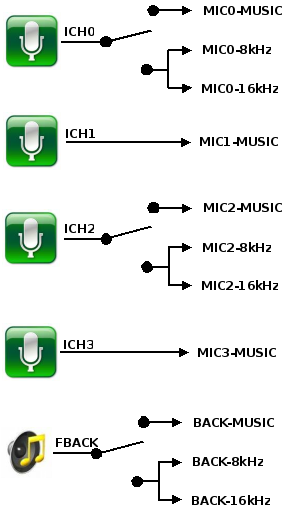 MIC0-MUSIC
ICH0
MIC0-8kHz
MIC0-16kHz
ICH1
MIC1-MUSIC
MIC2-MUSIC
ICH2
MIC2-8kHz
MIC2-16kHz
ICH3
MIC3-MUSIC
BACK-MUSIC
FBACK
BACK-8kHz
BACK-16kHz